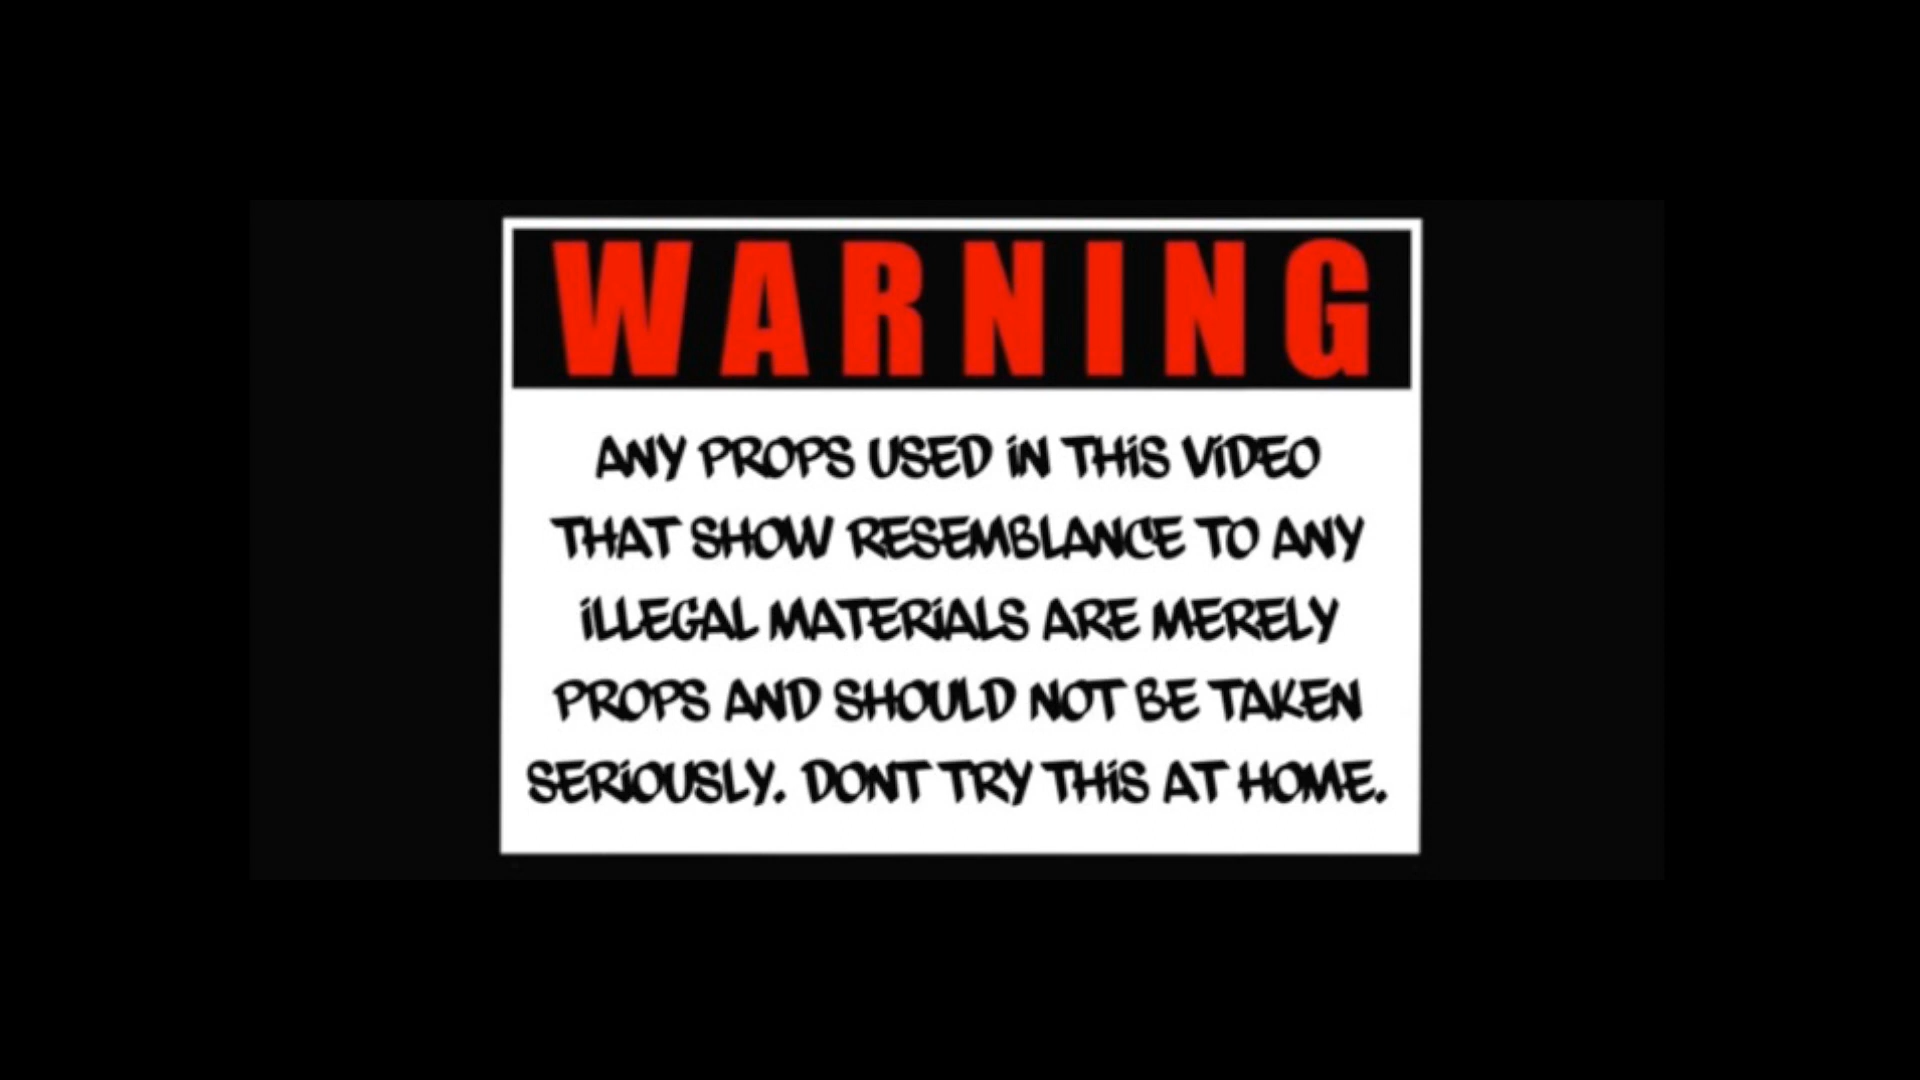 WARNING
ANY PROPS USED iN THiS ViDEO
THAT SHOW RESEMBLANCE TO ANY
iLLEGAL MATERiALS ARE MERELY
PROPS AND SHOULD NOT BE TAKEN
SERiOUSLY. DONT TRY THiS AT HOME.